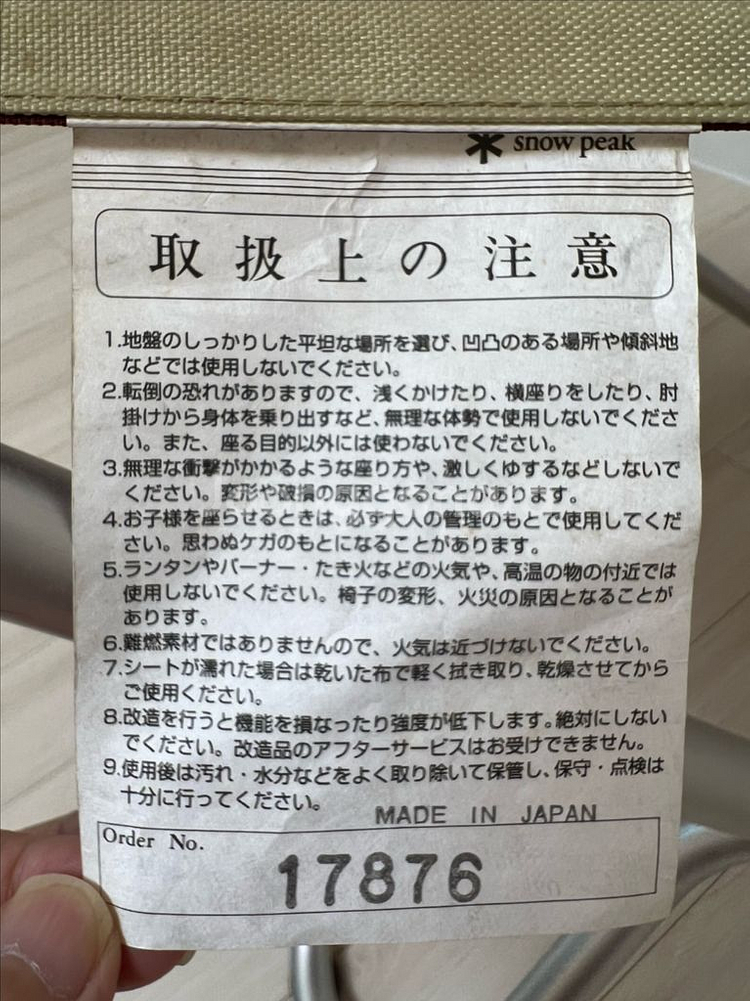 snow peak
取扱上の注意
1.地盤のしっかりした平坦な場所を選び、凹凸のある場所や傾斜地
などでは使用しないでください。
2.転倒の恐れがありますので、浅くかけたり、横座りをしたり、肘
掛けから身体を乗り出すなど、無理な体勢で使用しないでくださ
い。また、座る目的以外には使わないでください。
3.無理な衝撃がかかるような座り方や、激しくゆするなどしないで
ください。変形や破損の原因となることがあります。
4.お子様を座らせるときは、必ず大人の管理のもとで使用してくだ
さい。思わぬケガのもとになることがあります。
5.ランタンやバーナー・たき火などの火気や、高温の物の付近では
使用しないでください。椅子の変形、火災の原因となることが
あります。
6.難燃素材ではありませんので、火気は近づけないでください。
7.シートが濡れた場合は乾いた布で軽く拭き取り、乾燥させてから
ご使用ください。
8.改造を行うと機能を損なったり強度が低下します。絶対にしない
でください。改造品のアフターサービスはお受けできません。
9.使用後は汚れ・水分などをよく取り除いて保管し、保守・点検は
十分に行ってください。
MADE IN JAPAN
Order No.
17876